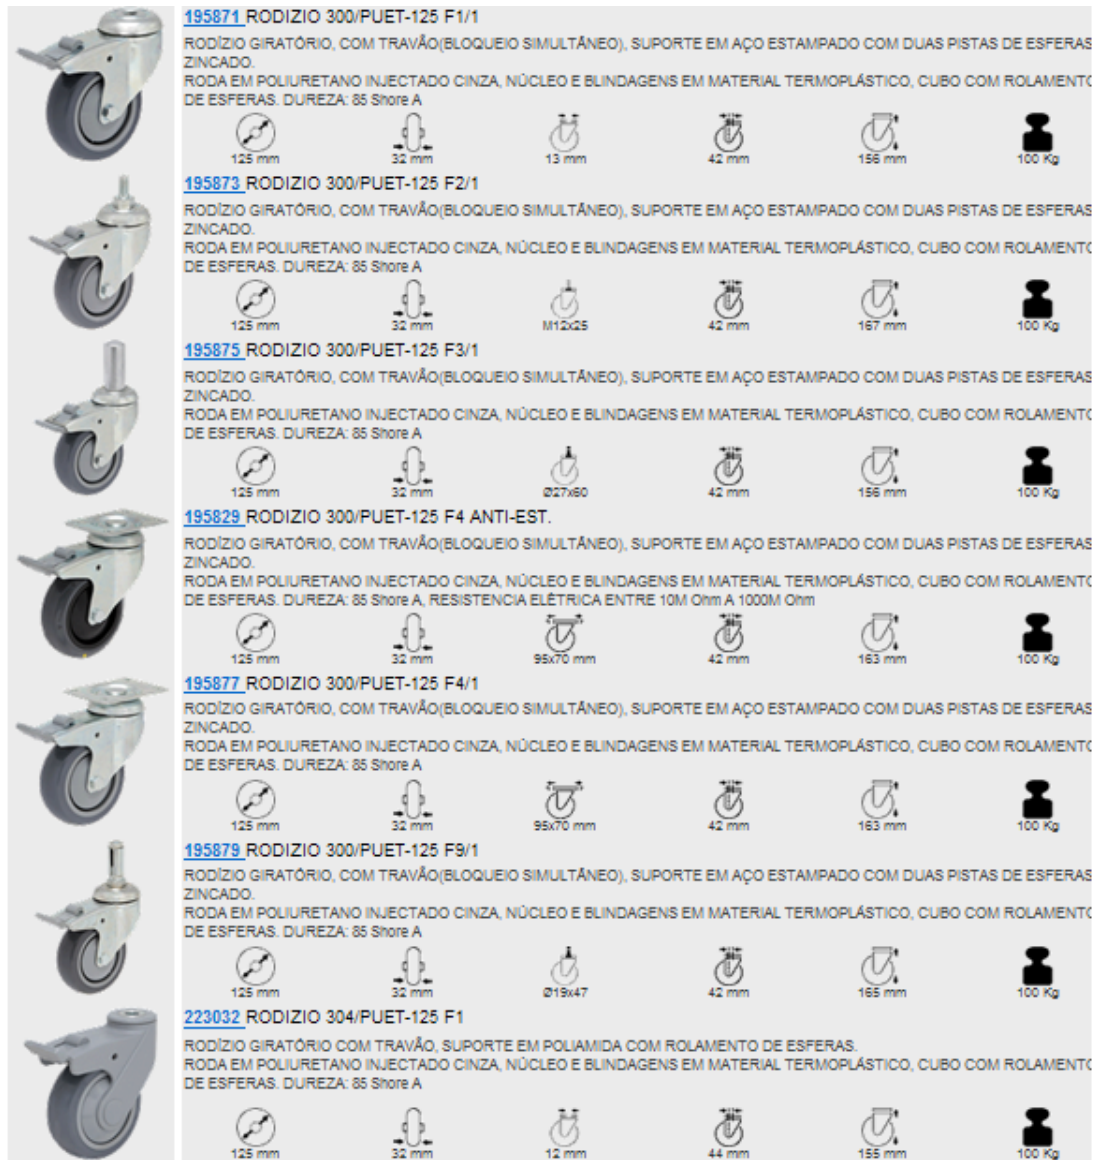 195871 RODIZIO 300/PUET-125 F1/1
RODÍZIO GIRATÓRIO, COM TRAVÃO(BLOQUEIO SIMULTÂNEO), SUPORTE EM AÇO ESTAMPADO COM DUAS PISTAS DE ESFERAS
ZINCADO.
RODA EM POLIURETANO INJECTADO CINZA, NÚCLEO E BLINDAGENS EM MATERIAL TERMOPLÁSTICO, CUBO COM ROLAMENTO
DE ESFERAS. DUREZA: 85 Shore A
125 mm 32 mm 13 mm 42 mm 156 mm 100 Kg
195873 RODIZIO 300/PUET-125 F2/1
RODÍZIO GIRATÓRIO, COM TRAVÃO(BLOQUEIO SIMULTÂNEO), SUPORTE EM AÇO ESTAMPADO COM DUAS PISTAS DE ESFERAS
ZINCADO.
RODA EM POLIURETANO INJECTADO CINZA, NÚCLEO E BLINDAGENS EM MATERIAL TERMOPLÁSTICO, CUBO COM ROLAMENTO
DE ESFERAS. DUREZA: 85 Shore A
125 mm 32 mm M12x25 42 mm 167 mm 100 Kg
195875 RODIZIO 300/PUET-125 F3/1
RODÍZIO GIRATÓRIO, COM TRAVÃO(BLOQUEIO SIMULTÂNEO), SUPORTE EM AÇO ESTAMPADO COM DUAS PISTAS DE ESFERAS
ZINCADO.
RODA EM POLIURETANO INJECTADO CINZA, NÚCLEO E BLINDAGENS EM MATERIAL TERMOPLÁSTICO, CUBO COM ROLAMENTO
DE ESFERAS. DUREZA: 85 Shore A
125 mm 32 mm Ø27x60 42 mm 156 mm 100 Kg
195829 RODIZIO 300/PUET-125 F4 ANTI-EST.
RODÍZIO GIRATÓRIO, COM TRAVÃO(BLOQUEIO SIMULTÂNEO), SUPORTE EM AÇO ESTAMPADO COM DUAS PISTAS DE ESFERAS
ZINCADO.
RODA EM POLIURETANO INJECTADO CINZA, NÚCLEO E BLINDAGENS EM MATERIAL TERMOPLÁSTICO, CUBO COM ROLAMENTO
DE ESFERAS. DUREZA: 85 Shore A, RESISTENCIA ELÉTRICA ENTRE 10M Ohm A 1000M Ohm
125 mm 32 mm 95x70 mm 42 mm 163 mm 100 Kg
195877 RODIZIO 300/PUET-125 F4/1
RODÍZIO GIRATÓRIO, COM TRAVÃO(BLOQUEIO SIMULTÂNEO), SUPORTE EM AÇO ESTAMPADO COM DUAS PISTAS DE ESFERAS
ZINCADO.
RODA EM POLIURETANO INJECTADO CINZA, NÚCLEO E BLINDAGENS EM MATERIAL TERMOPLÁSTICO, CUBO COM ROLAMENTO
DE ESFERAS. DUREZA: 85 Shore A
125 mm 32 mm 95x70 mm 42 mm 163 mm 100 Kg
195879 RODIZIO 300/PUET-125 F9/1
RODÍZIO GIRATÓRIO, COM TRAVÃO(BLOQUEIO SIMULTÂNEO), SUPORTE EM AÇO ESTAMPADO COM DUAS PISTAS DE ESFERAS
ZINCADO.
RODA EM POLIURETANO INJECTADO CINZA, NÚCLEO E BLINDAGENS EM MATERIAL TERMOPLÁSTICO, CUBO COM ROLAMENTO
DE ESFERAS. DUREZA: 85 Shore A
125 mm 32 mm Ø19x47 42 mm 165 mm 100 Kg
223032 RODIZIO 304/PUET-125 F1
RODÍZIO GIRATÓRIO COM TRAVÃO, SUPORTE EM POLIAMIDA COM ROLAMENTO DE ESFERAS.
RODA EM POLIURETANO INJECTADO CINZA, NÚCLEO E BLINDAGENS EM MATERIAL TERMOPLÁSTICO, CUBO COM ROLAMENTO
DE ESFERAS. DUREZA: 85 Shore A
125 mm 32 mm 12 mm 44 mm 155 mm 100 Kg